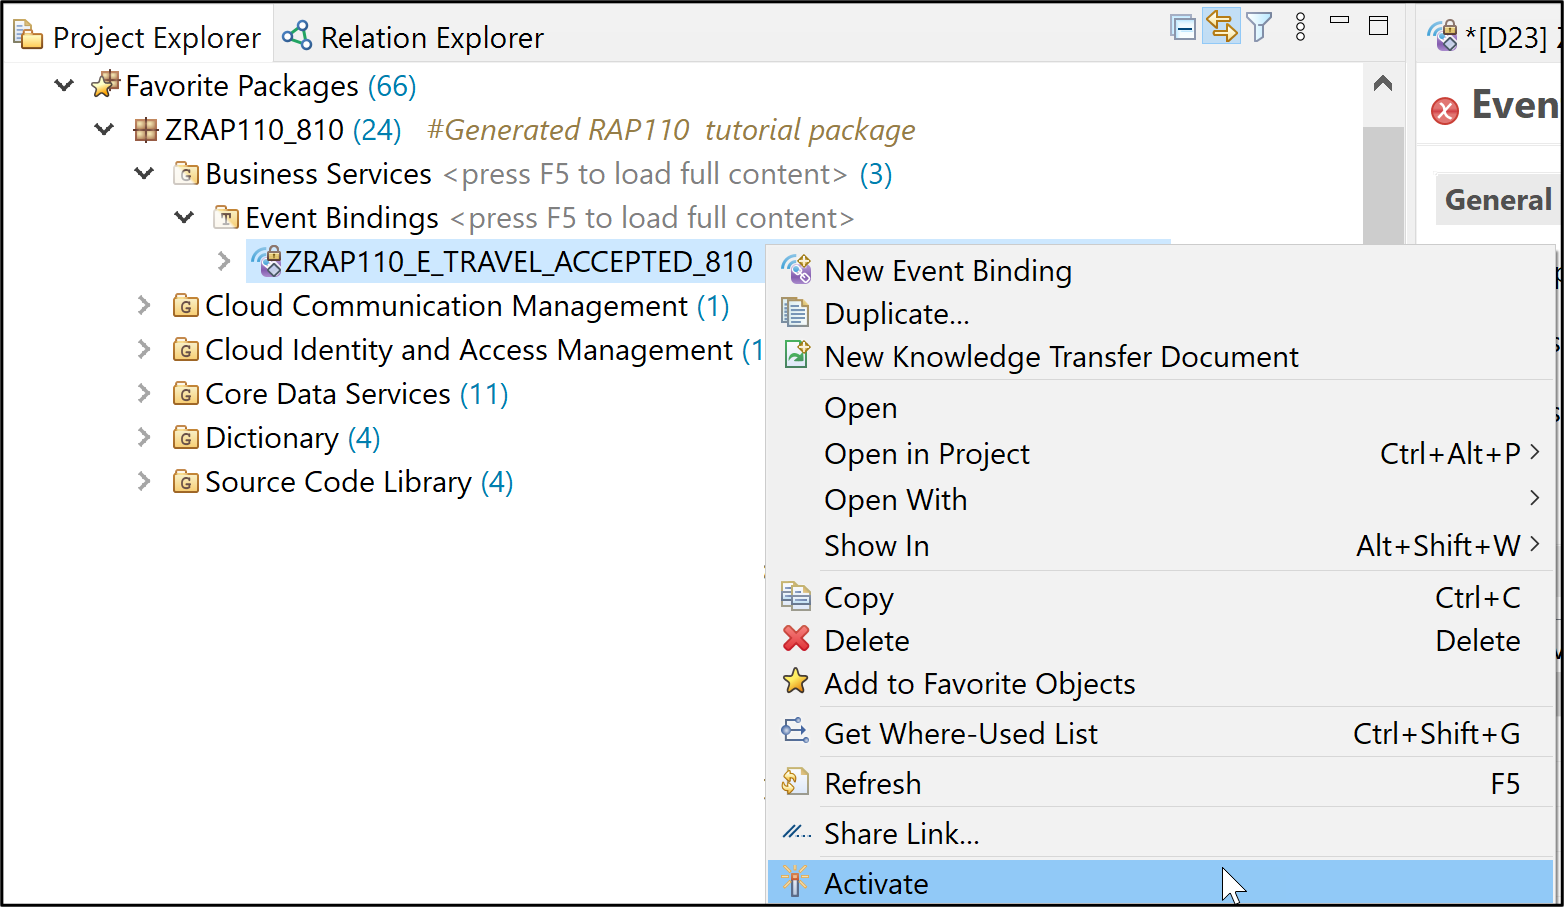 Project Explorer
Relation Explorer
*[D23]
Favorite Packages (66)
Even
ZRAP110_810 (24) #Generated RAP110 tutorial package
Business Services <press F5 to load full content> (3)
General
Event Bindings <press F5 to load full content>
ZRAP110_E_TRAVEL_ACCEPTED_810
Cloud Communication Management (1)
Cloud Identity and Access Management (1
Core Data Services (11)
Dictionary (4)
Source Code Library (4)
New Event Binding
Duplicate...
New Knowledge Transfer Document
Open
Open in Project Ctrl+Alt+P
Open With
Show In Alt+Shift+W
Copy Ctrl+C
Delete Delete
Add to Favorite Objects
Get Where-Used List Ctrl+Shift+G
Refresh F5
Share Link...
Activate